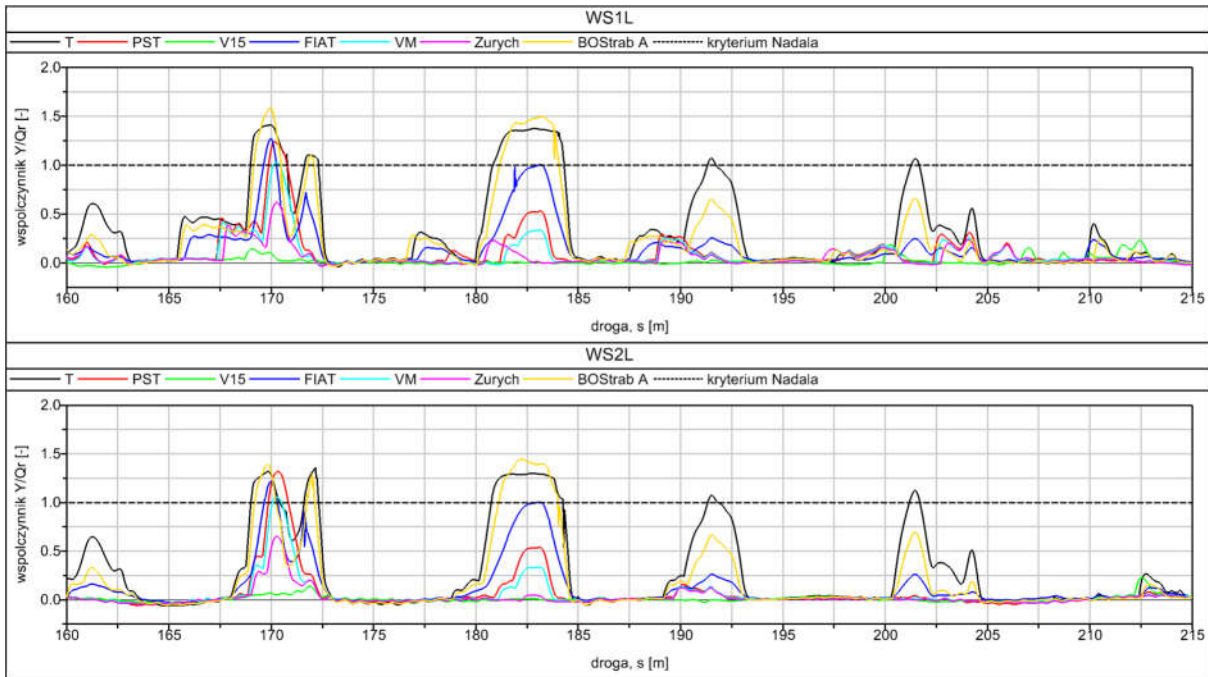 WS1L
T PST V15 FIAT VM Zurych BOStrab A kryterium Nadala
2.0
1.5
1.0
0.5
0.0
wspolczynnik Y/Qr [-]
160 165 170 175 180 185 190 195 200 205 210 215
droga, s [m]
WS2L
T PST V15 FIAT VM Zurych BOStrab A kryterium Nadala
2.0
1.5
1.0
0.5
0.0
wspolczynnik Y/Qr [-]
160 165 170 175 180 185 190 195 200 205 210 215
droga, s [m]